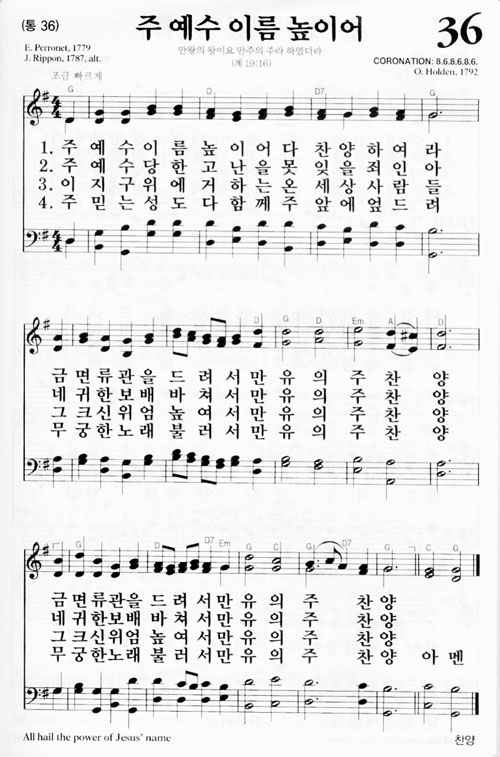 (통 36)
주 예수 이름 높이어
36
E. Perronet, 1779
J. Rippon, 1787, alt.
만왕의 왕이요 만주의 주라 하였더라
(계 19:16)
CORONATION: 8.6.8.6.8.6.
O. Holden, 1792
조금 빠르게
G D G D G
1. 주 예 수 이 름 높 이 어 다 찬 양 하 여 라
2. 주 예 수 당 한 고 난 을 못 잊 을 죄 인 아
3. 이 지 구 위 에 거 하 는 온 세 상 사 람 들
4. 주 믿 는 성 도 다 함 께 주 앞 에 엎 드 려
D G D Em A D
금 면 류 관 을 드 려 서 만 유 의 주 찬 양
네 귀 한 보 배 바 쳐 서 만 유 의 주 찬 양
그 크 신 위 엄 높 여 서 만 유 의 주 찬 양
무 궁 한 노 래 불 러 서 만 유 의 주 찬 양
G D D7 Em C G D7 G C G
금 면 류 관 을 드 려 서 만 유 의 주 찬 양
네 귀 한 보 배 바 쳐 서 만 유 의 주 찬 양
그 크 신 위 엄 높 여 서 만 유 의 주 찬 양
무 궁 한 노 래 불 러 서 만 유 의 주 찬 양 아 멘
All hail the power of Jesus' name
찬양